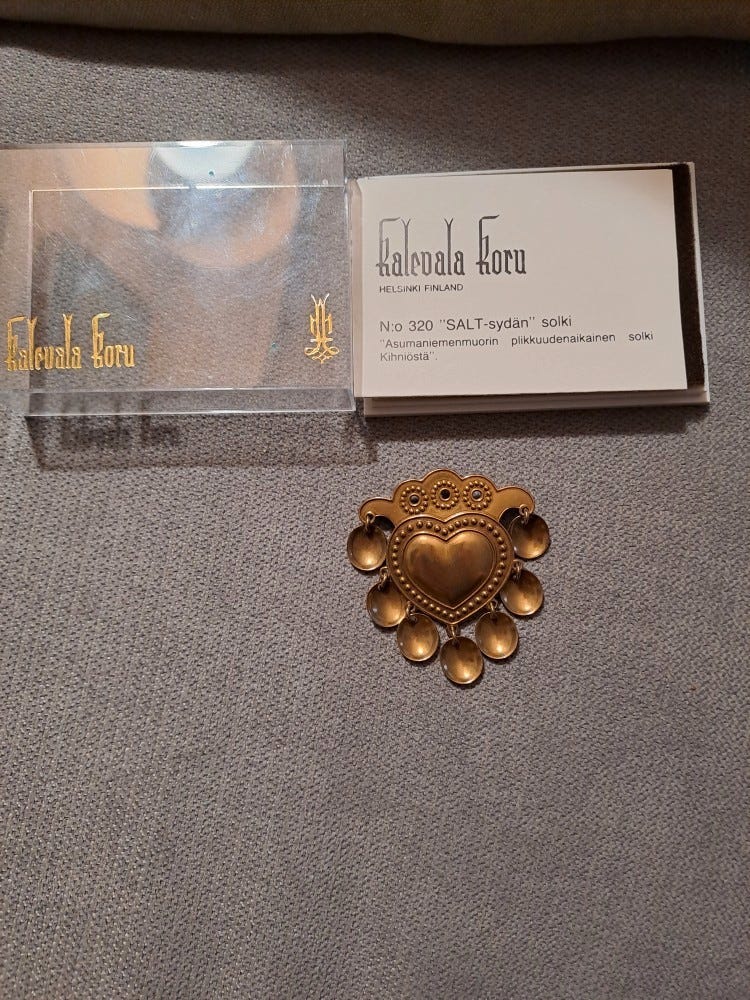 Kalevala Koru
Kalevala Koru
HELSINKI FINLAND
N:o 320 "SALT-sydän" solki
"Asumaniemenmuorin plikkuudenaikainen solki
Kihniöstä".